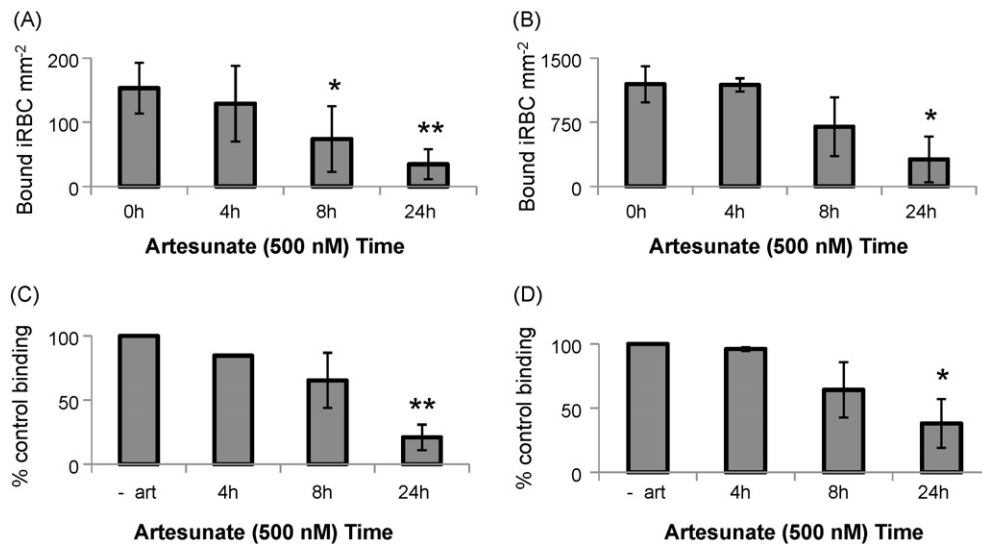 (A)
Bound iRBC mm-2
200
100
0
*
**
0h 4h 8h 24h
Artesunate (500 nM) Time
(B)
Bound iRBC mm-2
1500
750
0
*
0h 4h 8h 24h
Artesunate (500 nM) Time
(C)
% control binding
100
50
0
**
- art 4h 8h 24h
Artesunate (500 nM) Time
(D)
% control binding
100
50
0
*
- art 4h 8h 24h
Artesunate (500 nM) Time